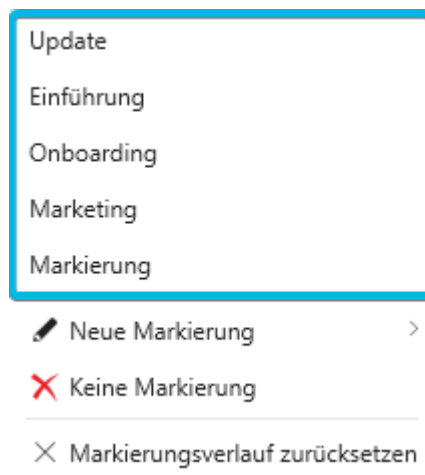 Update
Einführung
Onboarding
Marketing
Markierung
Neue Markierung
Keine Markierung
Markierungsverlauf zurücksetzen